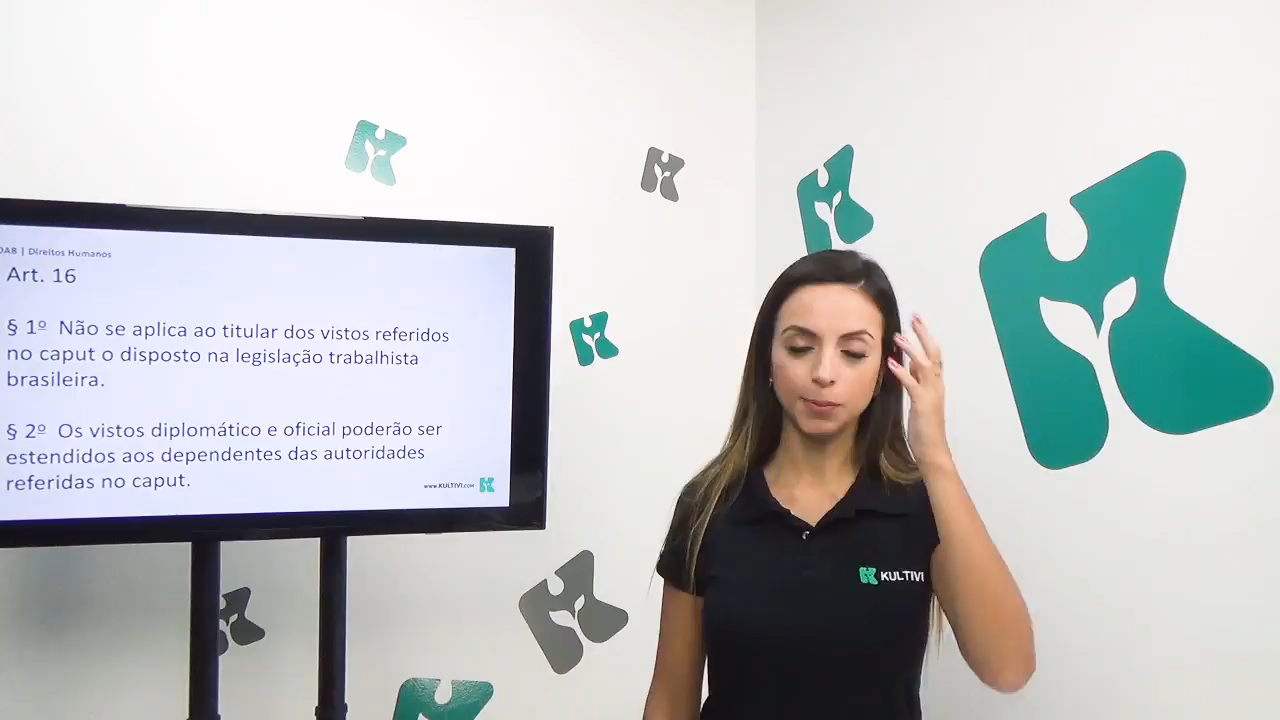 OAB | Direitos Humanos
Art. 16
§ 1º Não se aplica ao titular dos vistos referidos
no caput o disposto na legislação trabalhista
brasileira.
§ 2º Os vistos diplomático e oficial poderão ser
estendidos aos dependentes das autoridades
referidas no caput.
www.KULTIVI.COM
KULTIVI